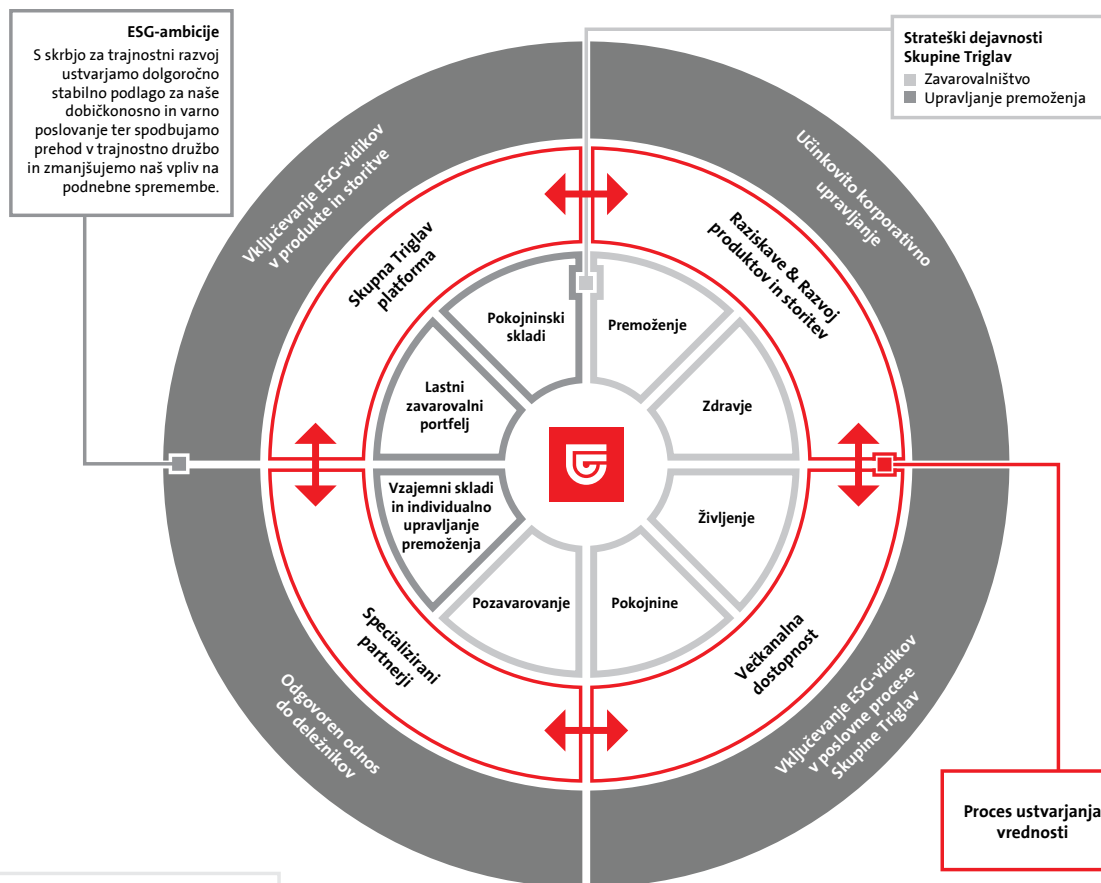 ESG-ambicije
S skrbjo za trajnostni razvoj
ustvarjamo dolgoročno
stabilno podlago za naše
dobičkonosno in varno
poslovanje ter spodbujamo
prehod v trajnostno družbo
in zmanjšujemo naš vpliv na
podnebne spremembe.
Strateški dejavnosti
Skupine Triglav
Zavarovalništvo
Upravljanje premoženja
Vključevanje ESG-vidikov
v produkte in storitve
Učinkovito korporativno
upravljanje
Skupna Triglav
platforma
Raziskave & Razvoj
produktov in storitev
Pokojninski
skladi
Premoženje
Lastni
zavarovalni
portfelj
Zdravje
Vzajemni skladi
in individualno
upravljanje
premoženja
Življenje
Pozavarovanje
Pokojnine
Specializirani
partnerji
Večkanalna
dostopnost
Odgovoren odnos
do deležnikov
Vključevanje ESG-vidikov
v poslovne procese
Skupine Triglav
Proces ustvarjanja
vrednosti